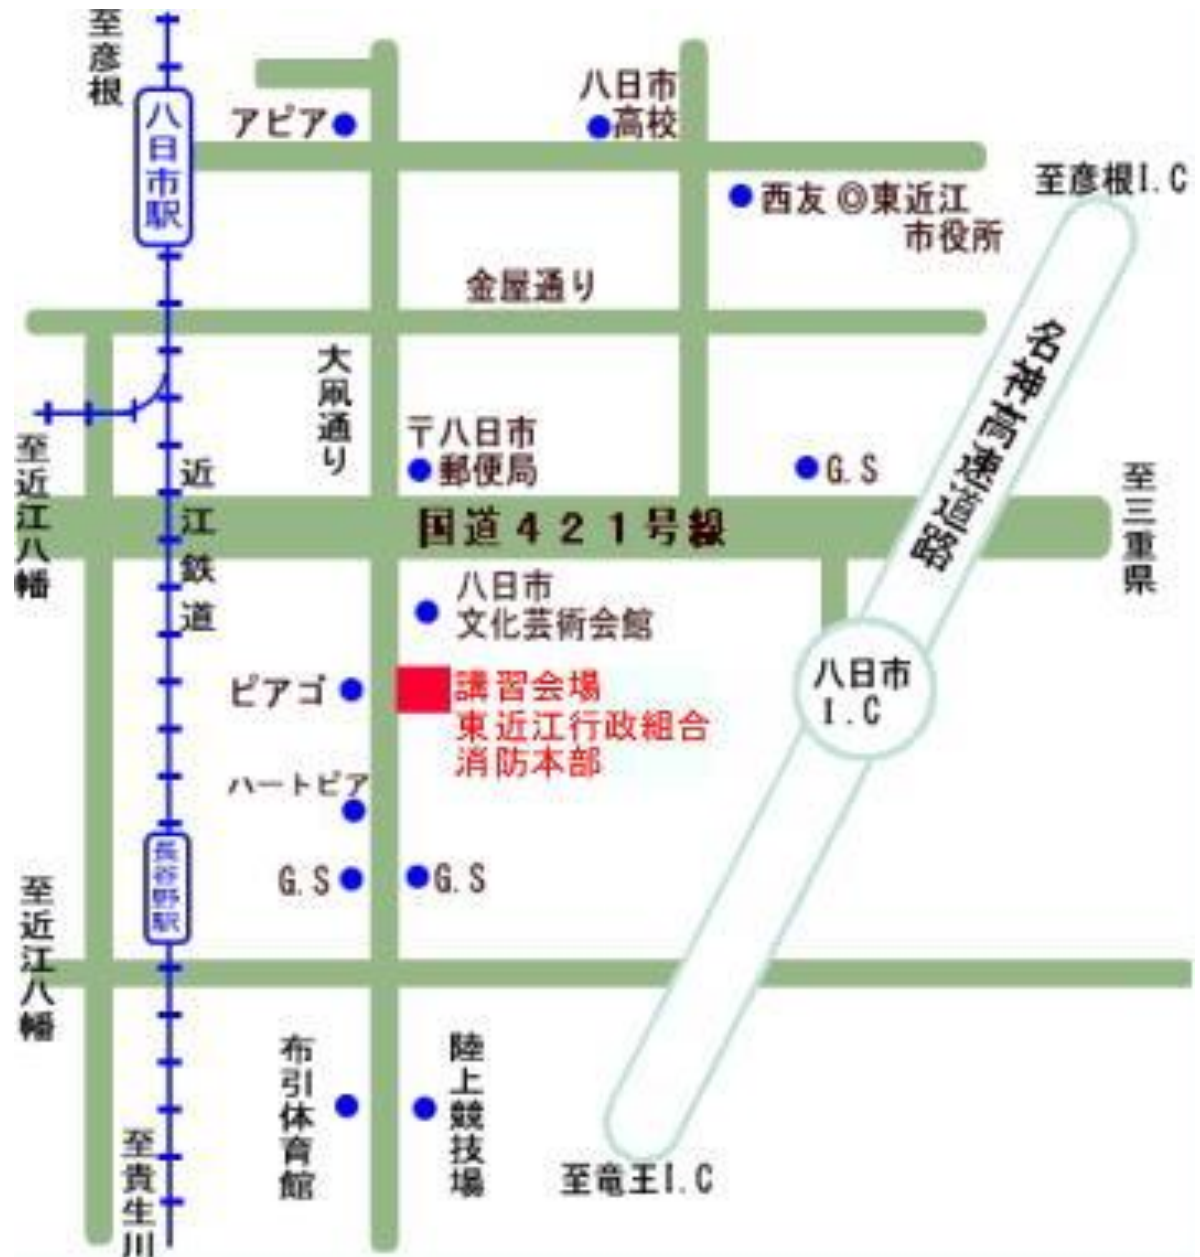 至彦根
八日市駅
アピア
八日市
高校
西友 ◎東近江
市役所
至彦根I.C
金屋通り
大凧通り
名神高速道路
〒八日市
郵便局
G.S
至近江八幡
近江鉄道
国道421号線
至三重県
八日市
文化芸術会館
ピアゴ
講習会場
東近江行政組合
消防本部
八日市
I.C
ハートピア
長谷野駅
G.S
G.S
至近江八幡
布引体育館
陸上競技場
至貴生川
至竜王I.C